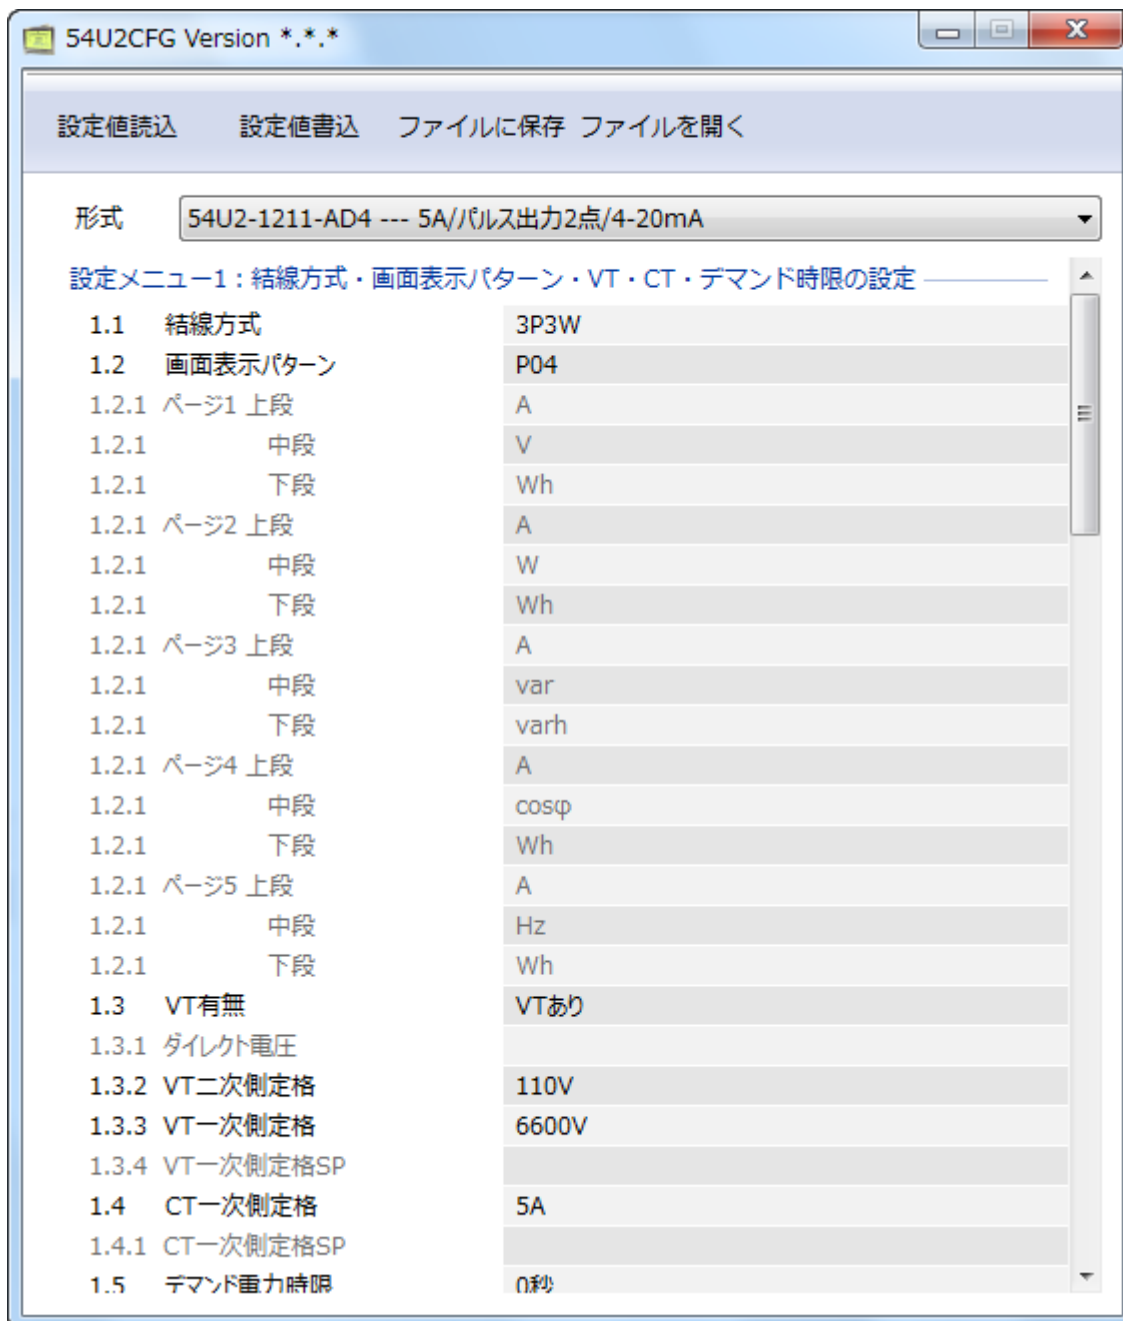 54U2CFG Version *.*.*
設定値読込 設定値書込 ファイルに保存 ファイルを開く
形式 54U2-1211-AD4 --- 5A/パルス出力2点/4-20mA
設定メニュー1：結線方式・画面表示パターン・VT・CT・デマンド時限の設定
1.1 結線方式 3P3W
1.2 画面表示パターン P04
1.2.1 ページ1 上段 A
1.2.1 中段 V
1.2.1 下段 Wh
1.2.1 ページ2 上段 A
1.2.1 中段 W
1.2.1 下段 Wh
1.2.1 ページ3 上段 A
1.2.1 中段 var
1.2.1 下段 varh
1.2.1 ページ4 上段 A
1.2.1 中段 cosφ
1.2.1 下段 Wh
1.2.1 ページ5 上段 A
1.2.1 中段 Hz
1.2.1 下段 Wh
1.3 VT有無 VTあり
1.3.1 ダイレクト電圧
1.3.2 VT二次側定格 110V
1.3.3 VT一次側定格 6600V
1.3.4 VT一次側定格SP
1.4 CT一次側定格 5A
1.4.1 CT一次側定格SP
1.5 デマンド電力時限 0秒